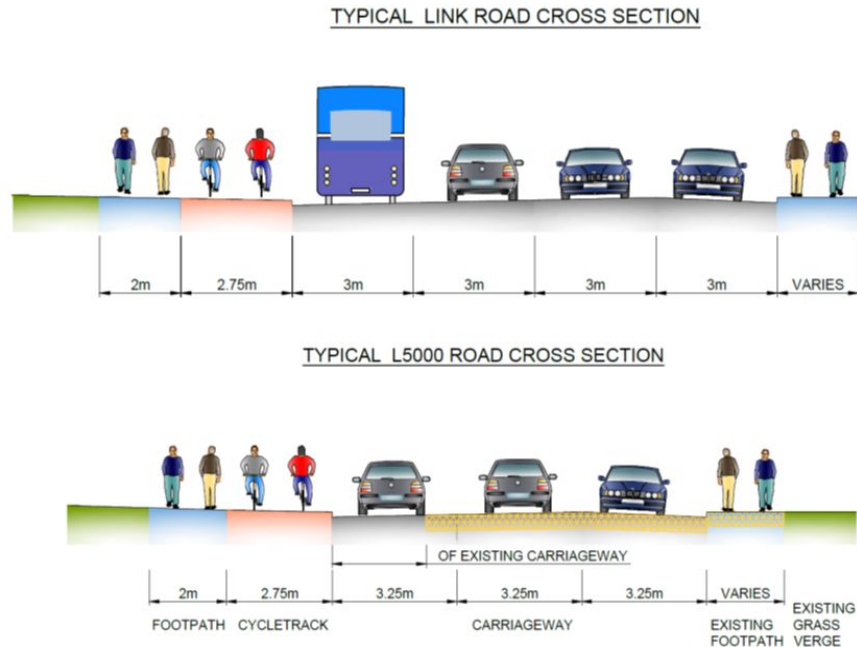 TYPICAL LINK ROAD CROSS SECTION
2m 2.75m 3m 3m 3m 3m VARIES
TYPICAL L5000 ROAD CROSS SECTION
OF EXISTING CARRIAGEWAY
2m 2.75m 3.25m 3.25m 3.25m VARIES
FOOTPATH CYCLETRACK CARRIAGEWAY EXISTING
FOOTPATH
EXISTING
GRASS
VERGE